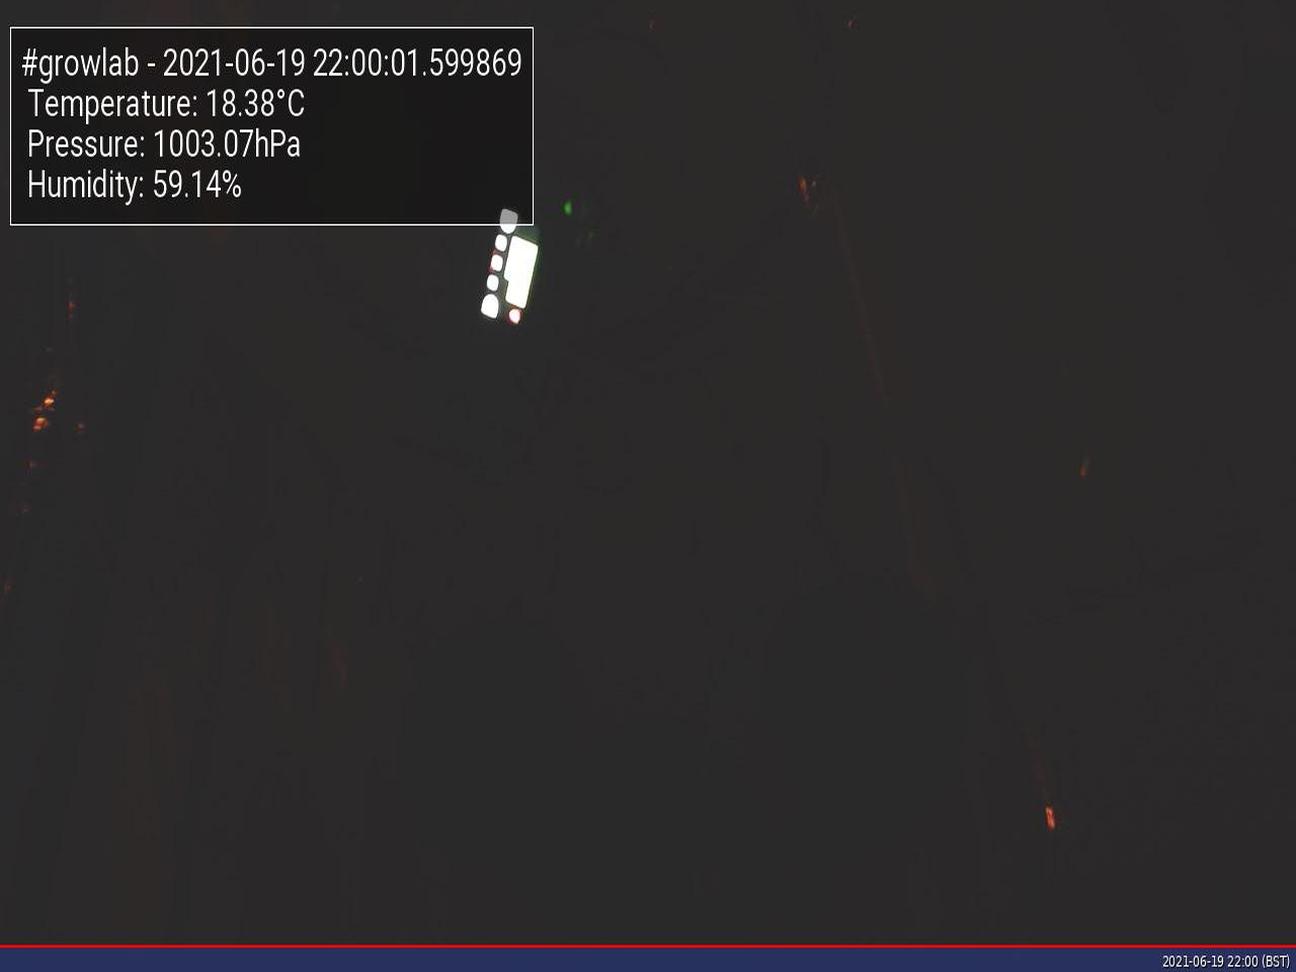 #growlab - 2021-06-19 22:00:01.599869
Temperature: 18.38°C
Pressure: 1003.07hPa
Humidity: 59.14%
2021-06-19 22:00 (BST)